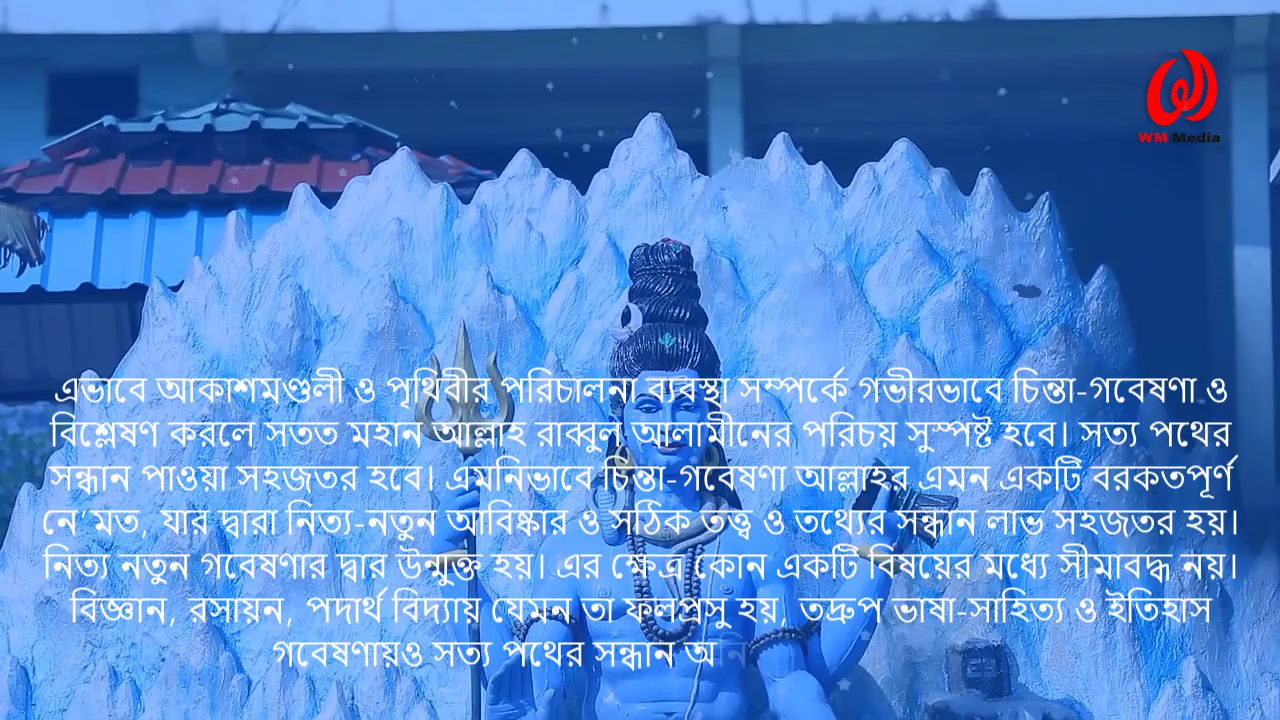 WM Media
এভাবে আকাশমণ্ডলী ও পৃথিবীর পরিচালনা ব্যবস্থা সম্পর্কে গভীরভাবে চিন্তা-গবেষণা ও
বিশ্লেষণ করলে সতত মহান আল্লাহ রাব্বুল আলামীনের পরিচয় সুস্পষ্ট হবে। সত্য পথের
সন্ধান পাওয়া সহজতর হবে। এমনিভাবে চিন্তা-গবেষণা আল্লাহর এমন একটি বরকতপূর্ণ
নে‘মত, যার দ্বারা নিত্য-নতুন আবিষ্কার ও সঠিক তত্ত্ব ও তথ্যের সন্ধান লাভ সহজতর হয়।
নিত্য নতুন গবেষণার দ্বার উন্মুক্ত হয়। এর ক্ষেত্র কোন একটি বিষয়ের মধ্যে সীমাবদ্ধ নয়।
বিজ্ঞান, রসায়ন, পদার্থ বিদ্যায় যেমন তা ফলপ্রসু হয়, তদ্রুপ ভাষা-সাহিত্য ও ইতিহাস
গবেষণায়ও সত্য পথের সন্ধান অনি